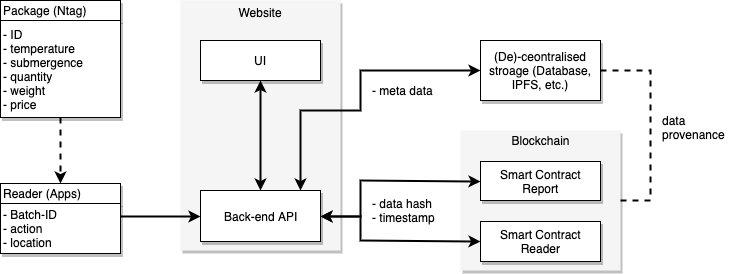 Package (Ntag)
- ID
- temperature
- submergence
- quantity
- weight
- price
Reader (Apps)
- Batch-ID
- action
- location
Website
UI
Back-end API
- meta data
- data hash
- timestamp
(De)-ceontralised
stroage (Database,
IPFS, etc.)
Blockchain
Smart Contract
Report
Smart Contract
Reader
data
provenance